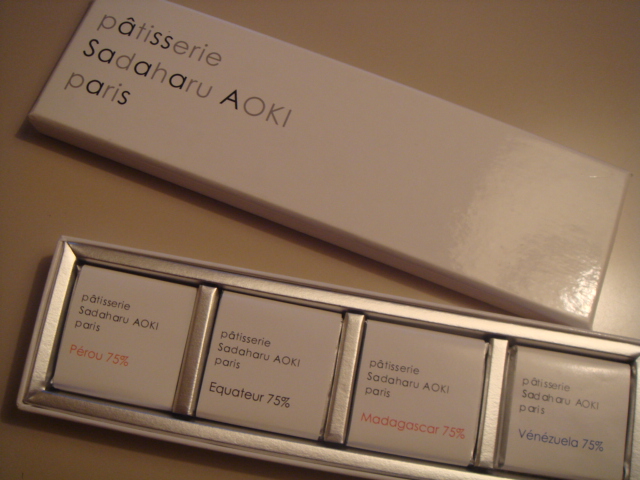 pâtisserie
Sadaharu AOKI
paris
pâtisserie
Sadaharu AOKI
paris
Pérou 75%
pâtisserie
Sadaharu AOKI
paris
Equateur 75%
pâtisserie
Sadaharu AOKI
paris
Madagascar 75%
pâtisserie
Sadaharu AOKI
paris
Vénézuela 75%